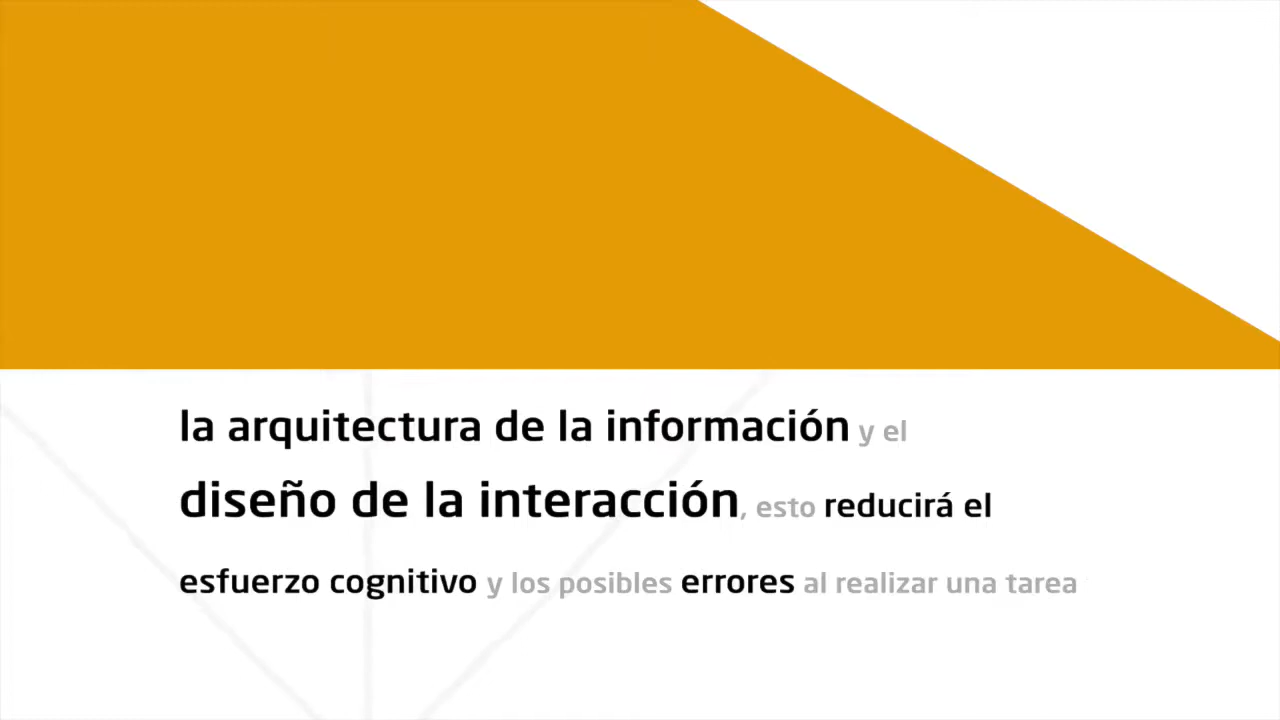 la arquitectura de la información y el
diseño de la interacción, esto reducirá el
esfuerzo cognitivo y los posibles errores al realizar una tarea